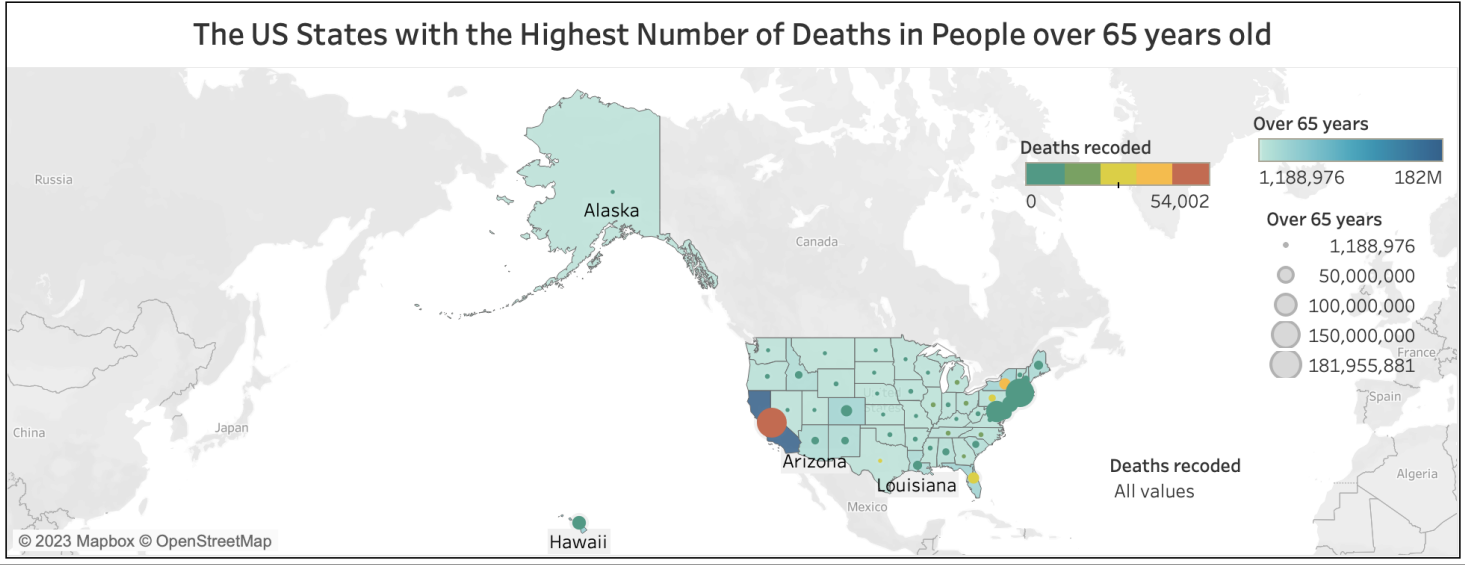 The US States with the Highest Number of Deaths in People over 65 years old
Over 65 years
1,188,976
182M
Deaths recoded
0
54,002
Over 65 years
1,188,976
50,000,000
100,000,000
150,000,000
181,955,881
Russia
Alaska
Canada
France
Spain
China
Japan
United
States
Arizona
Louisiana
Mexico
Algeria
Deaths recoded
All values
Hawaii
© 2023 Mapbox © OpenStreetMap